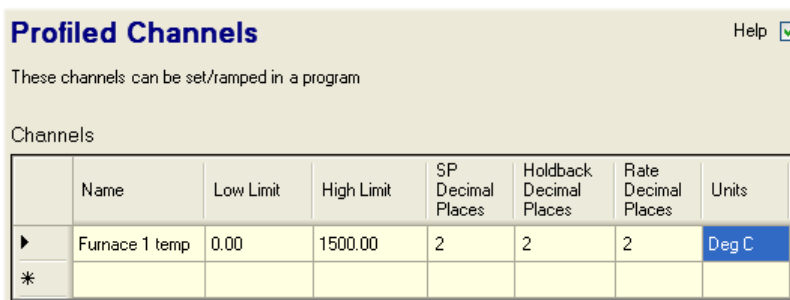 Profiled Channels
Help
These channels can be set/ramped in a program
Channels
Name Low Limit High Limit SP Decimal Places Holdback Decimal Places Rate Decimal Places Units
Furnace 1 temp 0.00 1500.00 2 2 2 Deg C